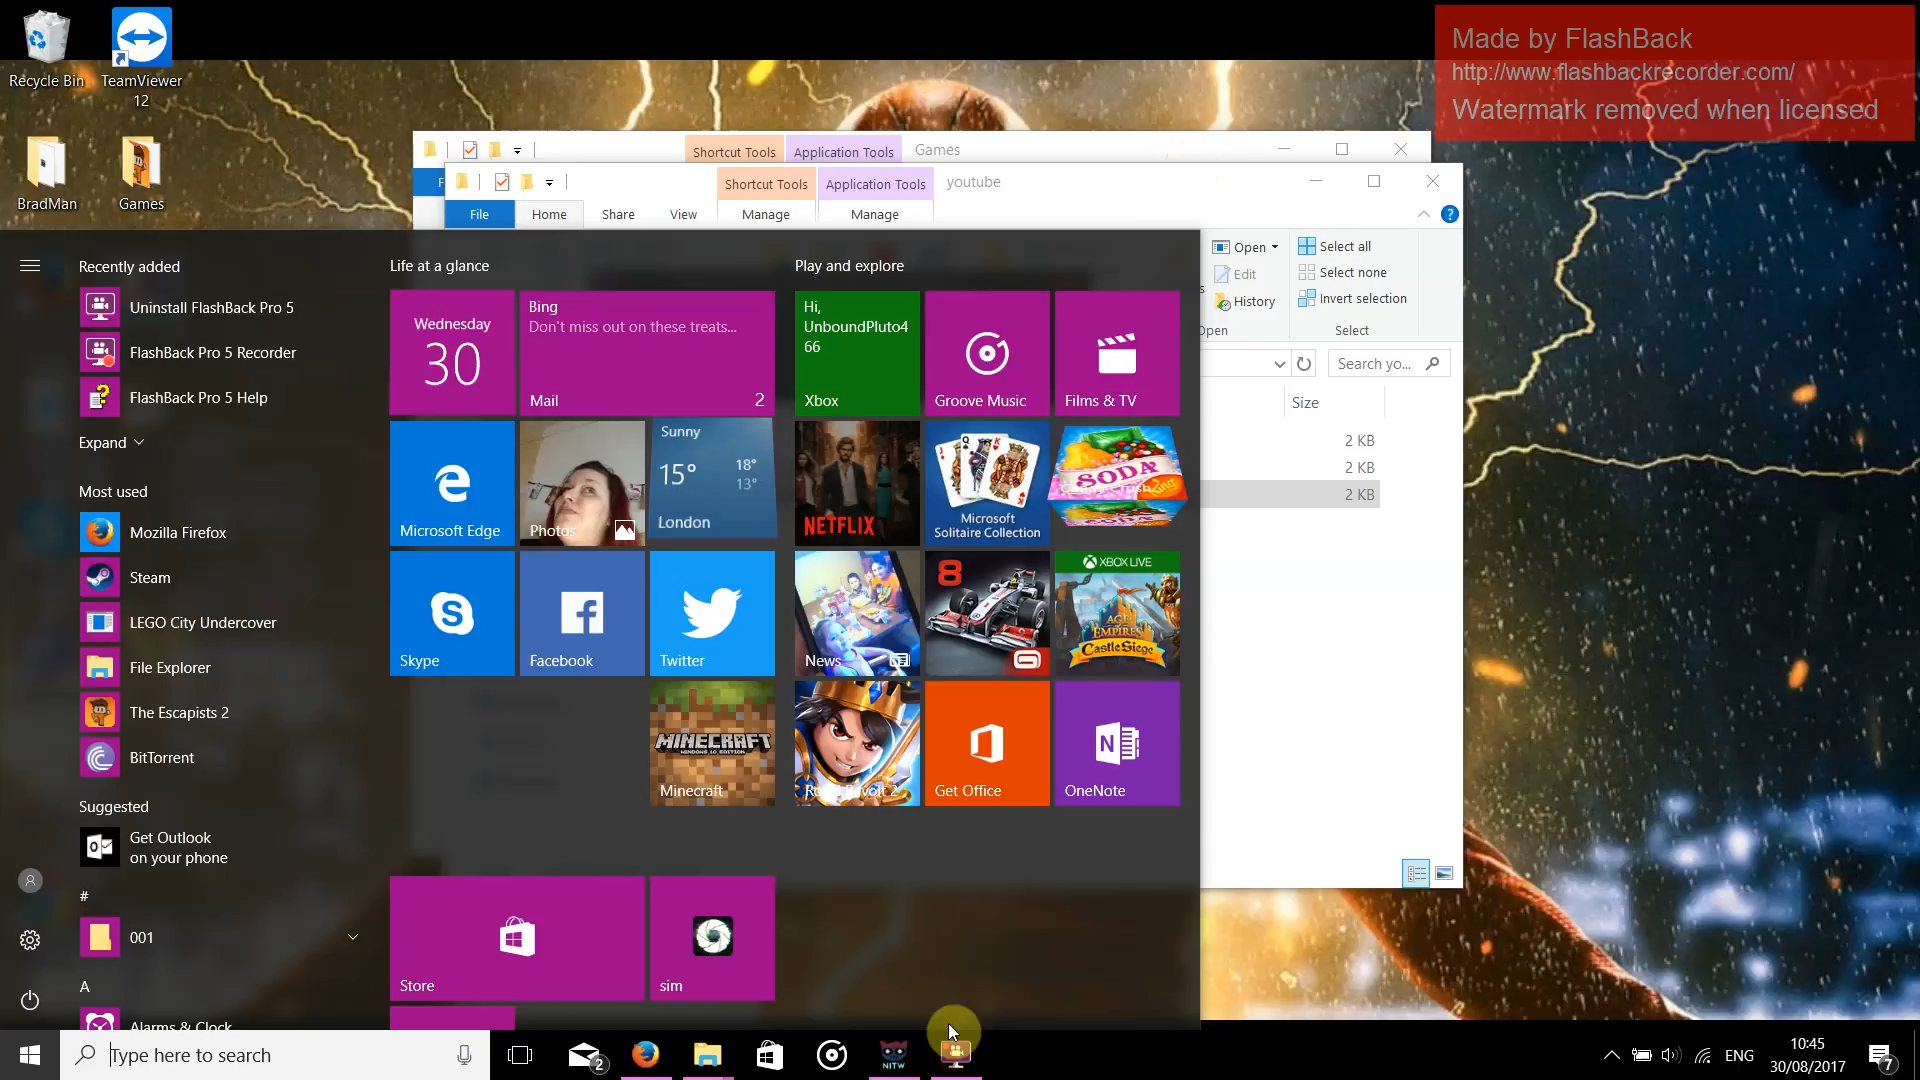 Recycle Bin
TeamViewer
12
BradMan
Games
Made by FlashBack
http://www.flashbackrecorder.com/
Watermark removed when licensed
Shortcut Tools
Application Tools
Games
Shortcut Tools
Application Tools
youtube
File
Home
Share
View
Manage
Manage
?
Open
Edit
History
Open
Select all
Select none
Invert selection
Select
Search yo...
Size
2 KB
2 KB
2 KB
Recently added
Uninstall FlashBack Pro 5
FlashBack Pro 5 Recorder
FlashBack Pro 5 Help
Expand
Most used
Mozilla Firefox
Steam
LEGO City Undercover
File Explorer
The Escapists 2
BitTorrent
Suggested
Get Outlook
on your phone
#
001
A
Alarms & Clock
Life at a glance
Wednesday
30
Bing
Don't miss out on these treats...
Mail 2
Microsoft Edge
Photos
Sunny
15° 18°
13°
London
Skype
Facebook
Twitter
MINECRAFT
Minecraft
Store
sim
Play and explore
Hi,
UnboundPluto4
66
Xbox
Groove Music
Films & TV
NETFLIX
Microsoft
Solitaire Collection
SODA
News
8
XBOX LIVE
AGE OF
EMPIRES
Castle Siege
Get Office
N
OneNote
Type here to search
2
NITW
ENG
10:45
30/08/2017
7